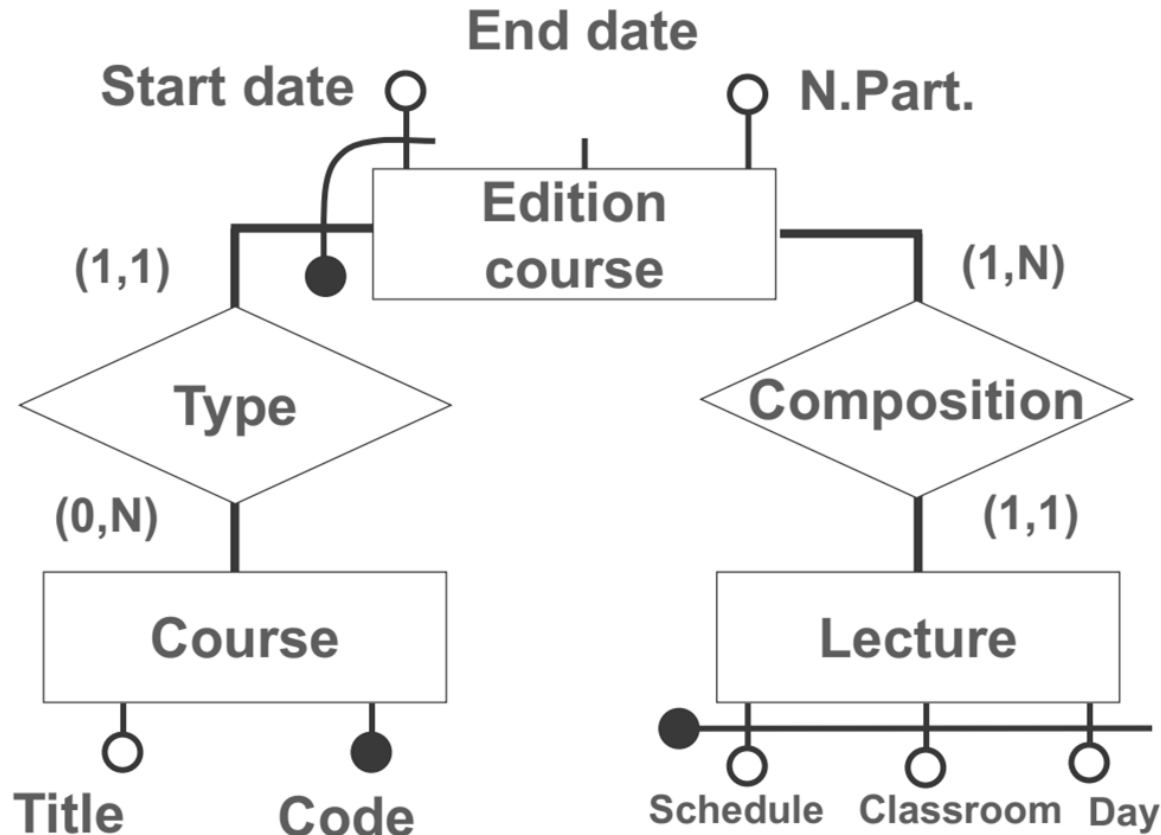 End date
Start date
N.Part.
Edition
course
(1,1)
(1,N)
Type
Composition
(0,N)
(1,1)
Course
Lecture
Schedule Classroom Day
Title
Code